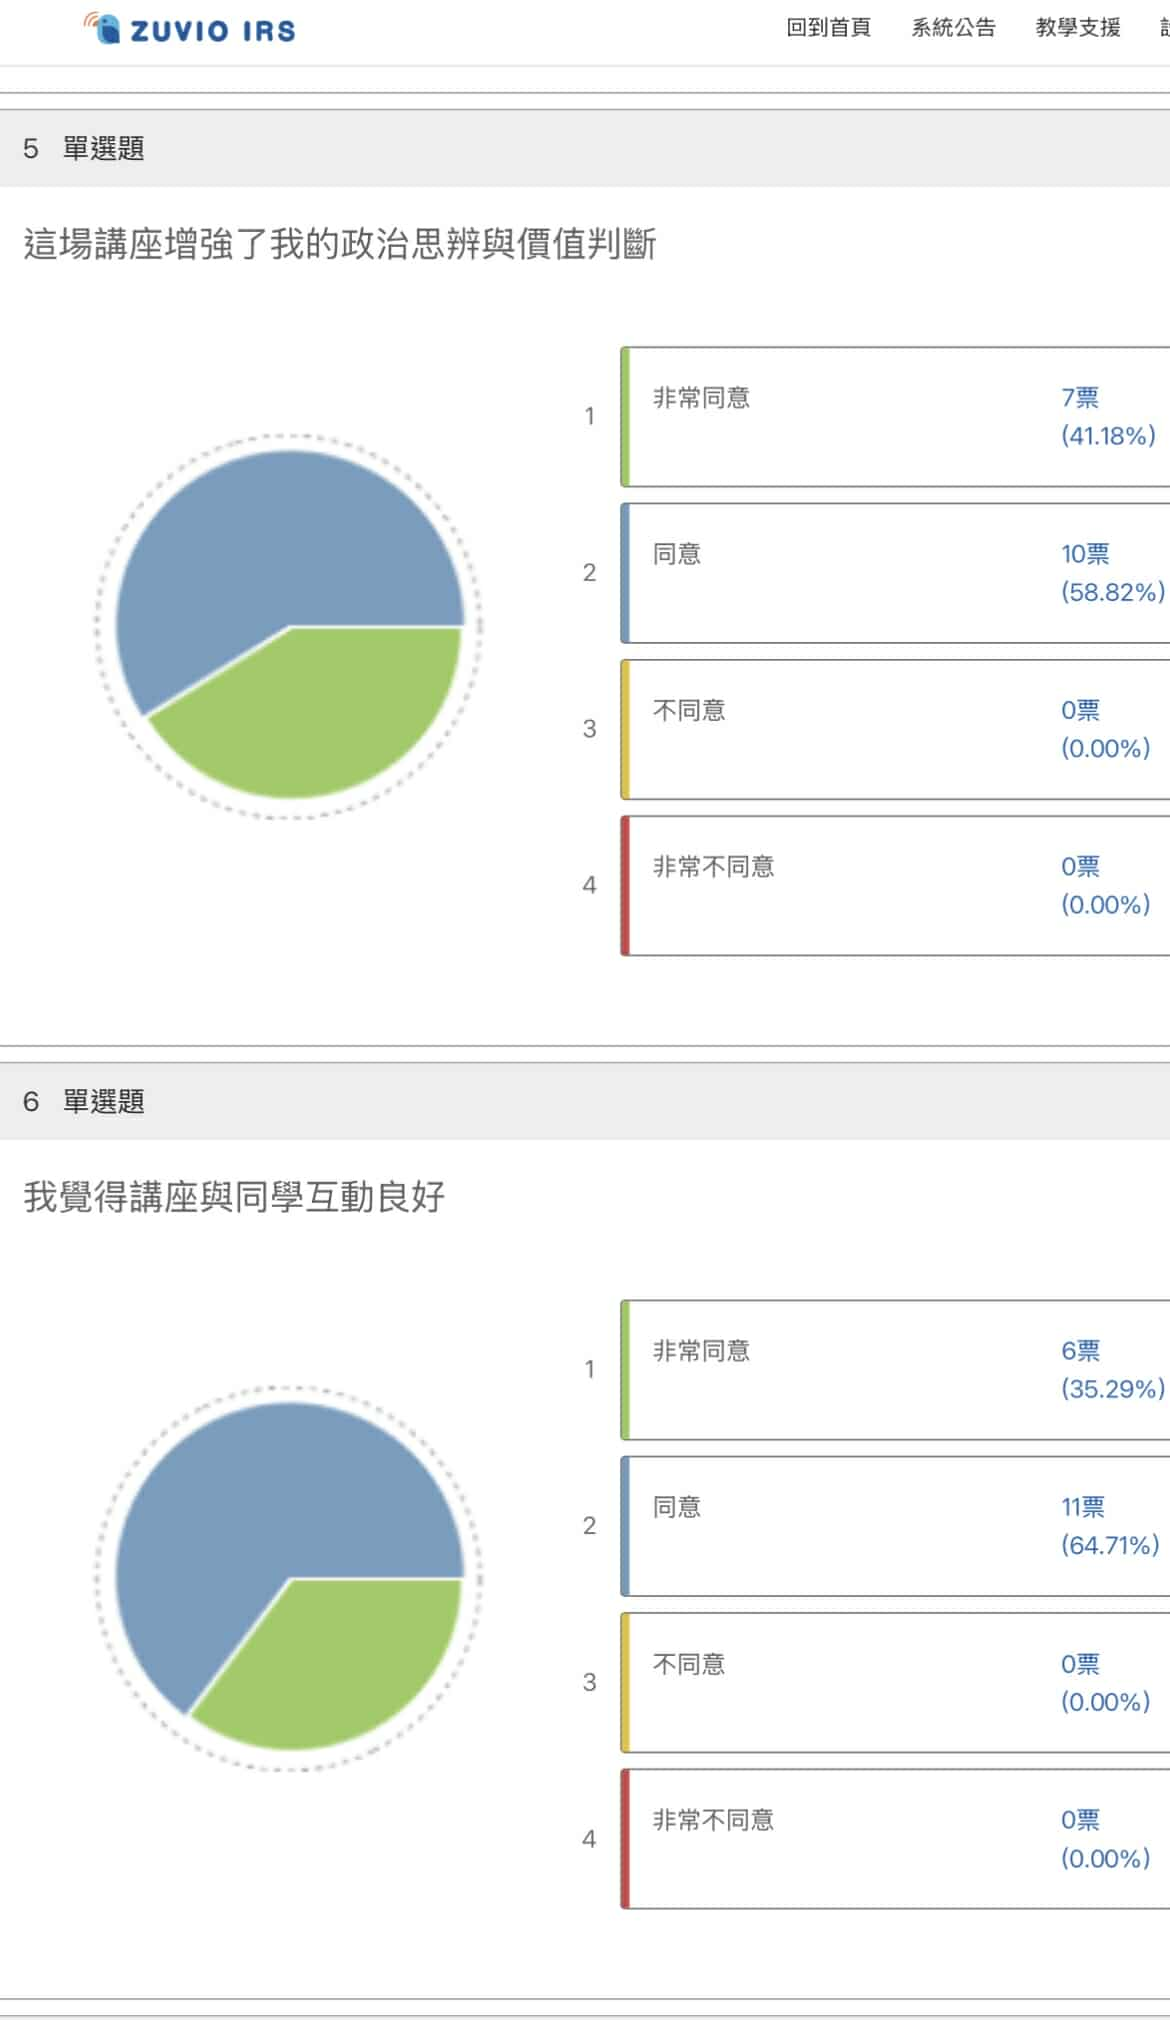 ZUVIO IRS
回到首頁 系統公告 教學支援
5 單選題
這場講座增強了我的政治思辨與價值判斷
1 非常同意 7票
(41.18%)
2 同意 10票
(58.82%)
3 不同意 0票
(0.00%)
4 非常不同意 0票
(0.00%)
6 單選題
我覺得講座與同學互動良好
1 非常同意 6票
(35.29%)
2 同意 11票
(64.71%)
3 不同意 0票
(0.00%)
4 非常不同意 0票
(0.00%)